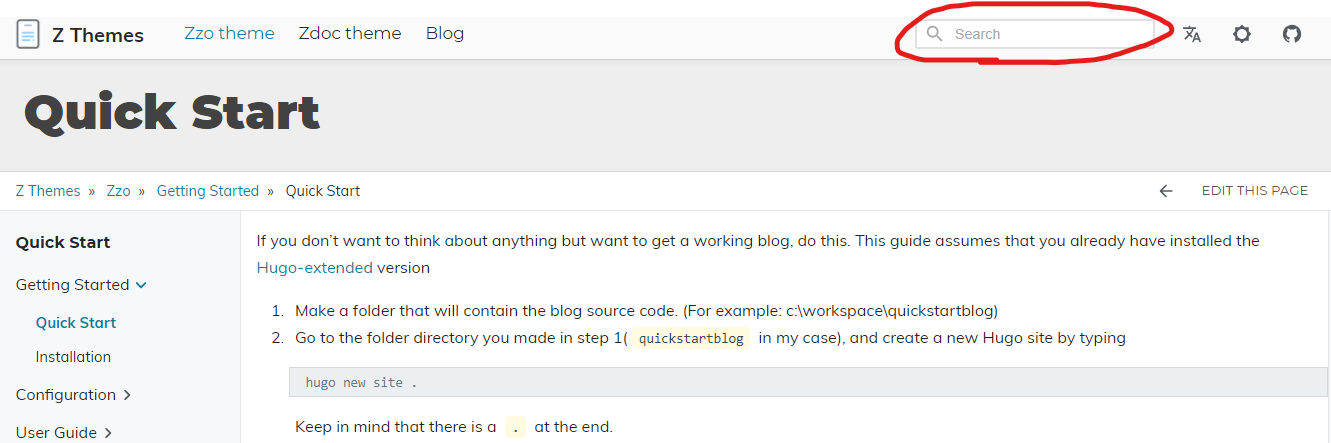 Z Themes Zzo theme Zdoc theme Blog Search
Quick Start
Z Themes » Zzo » Getting Started » Quick Start EDIT THIS PAGE
Quick Start
Getting Started
Quick Start
Installation
Configuration
User Guide
If you don’t want to think about anything but want to get a working blog, do this. This guide assumes that you already have installed the
Hugo-extended version
1. Make a folder that will contain the blog source code. (For example: c:\workspace\quickstartblog)
2. Go to the folder directory you made in step 1( quickstartblog in my case), and create a new Hugo site by typing
hugo new site .
Keep in mind that there is a . at the end.